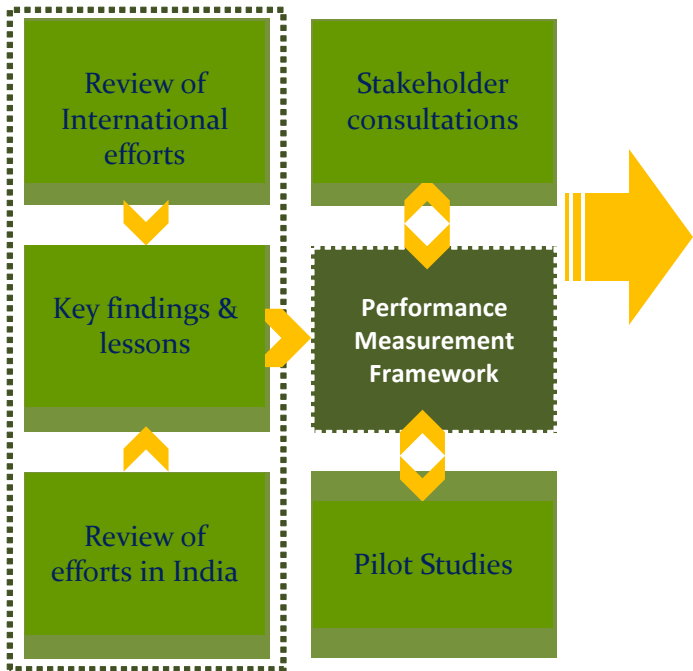 Review of
International
efforts
Key findings &
lessons
Review of
efforts in India
Stakeholder
consultations
Performance
Measurement
Framework
Pilot Studies